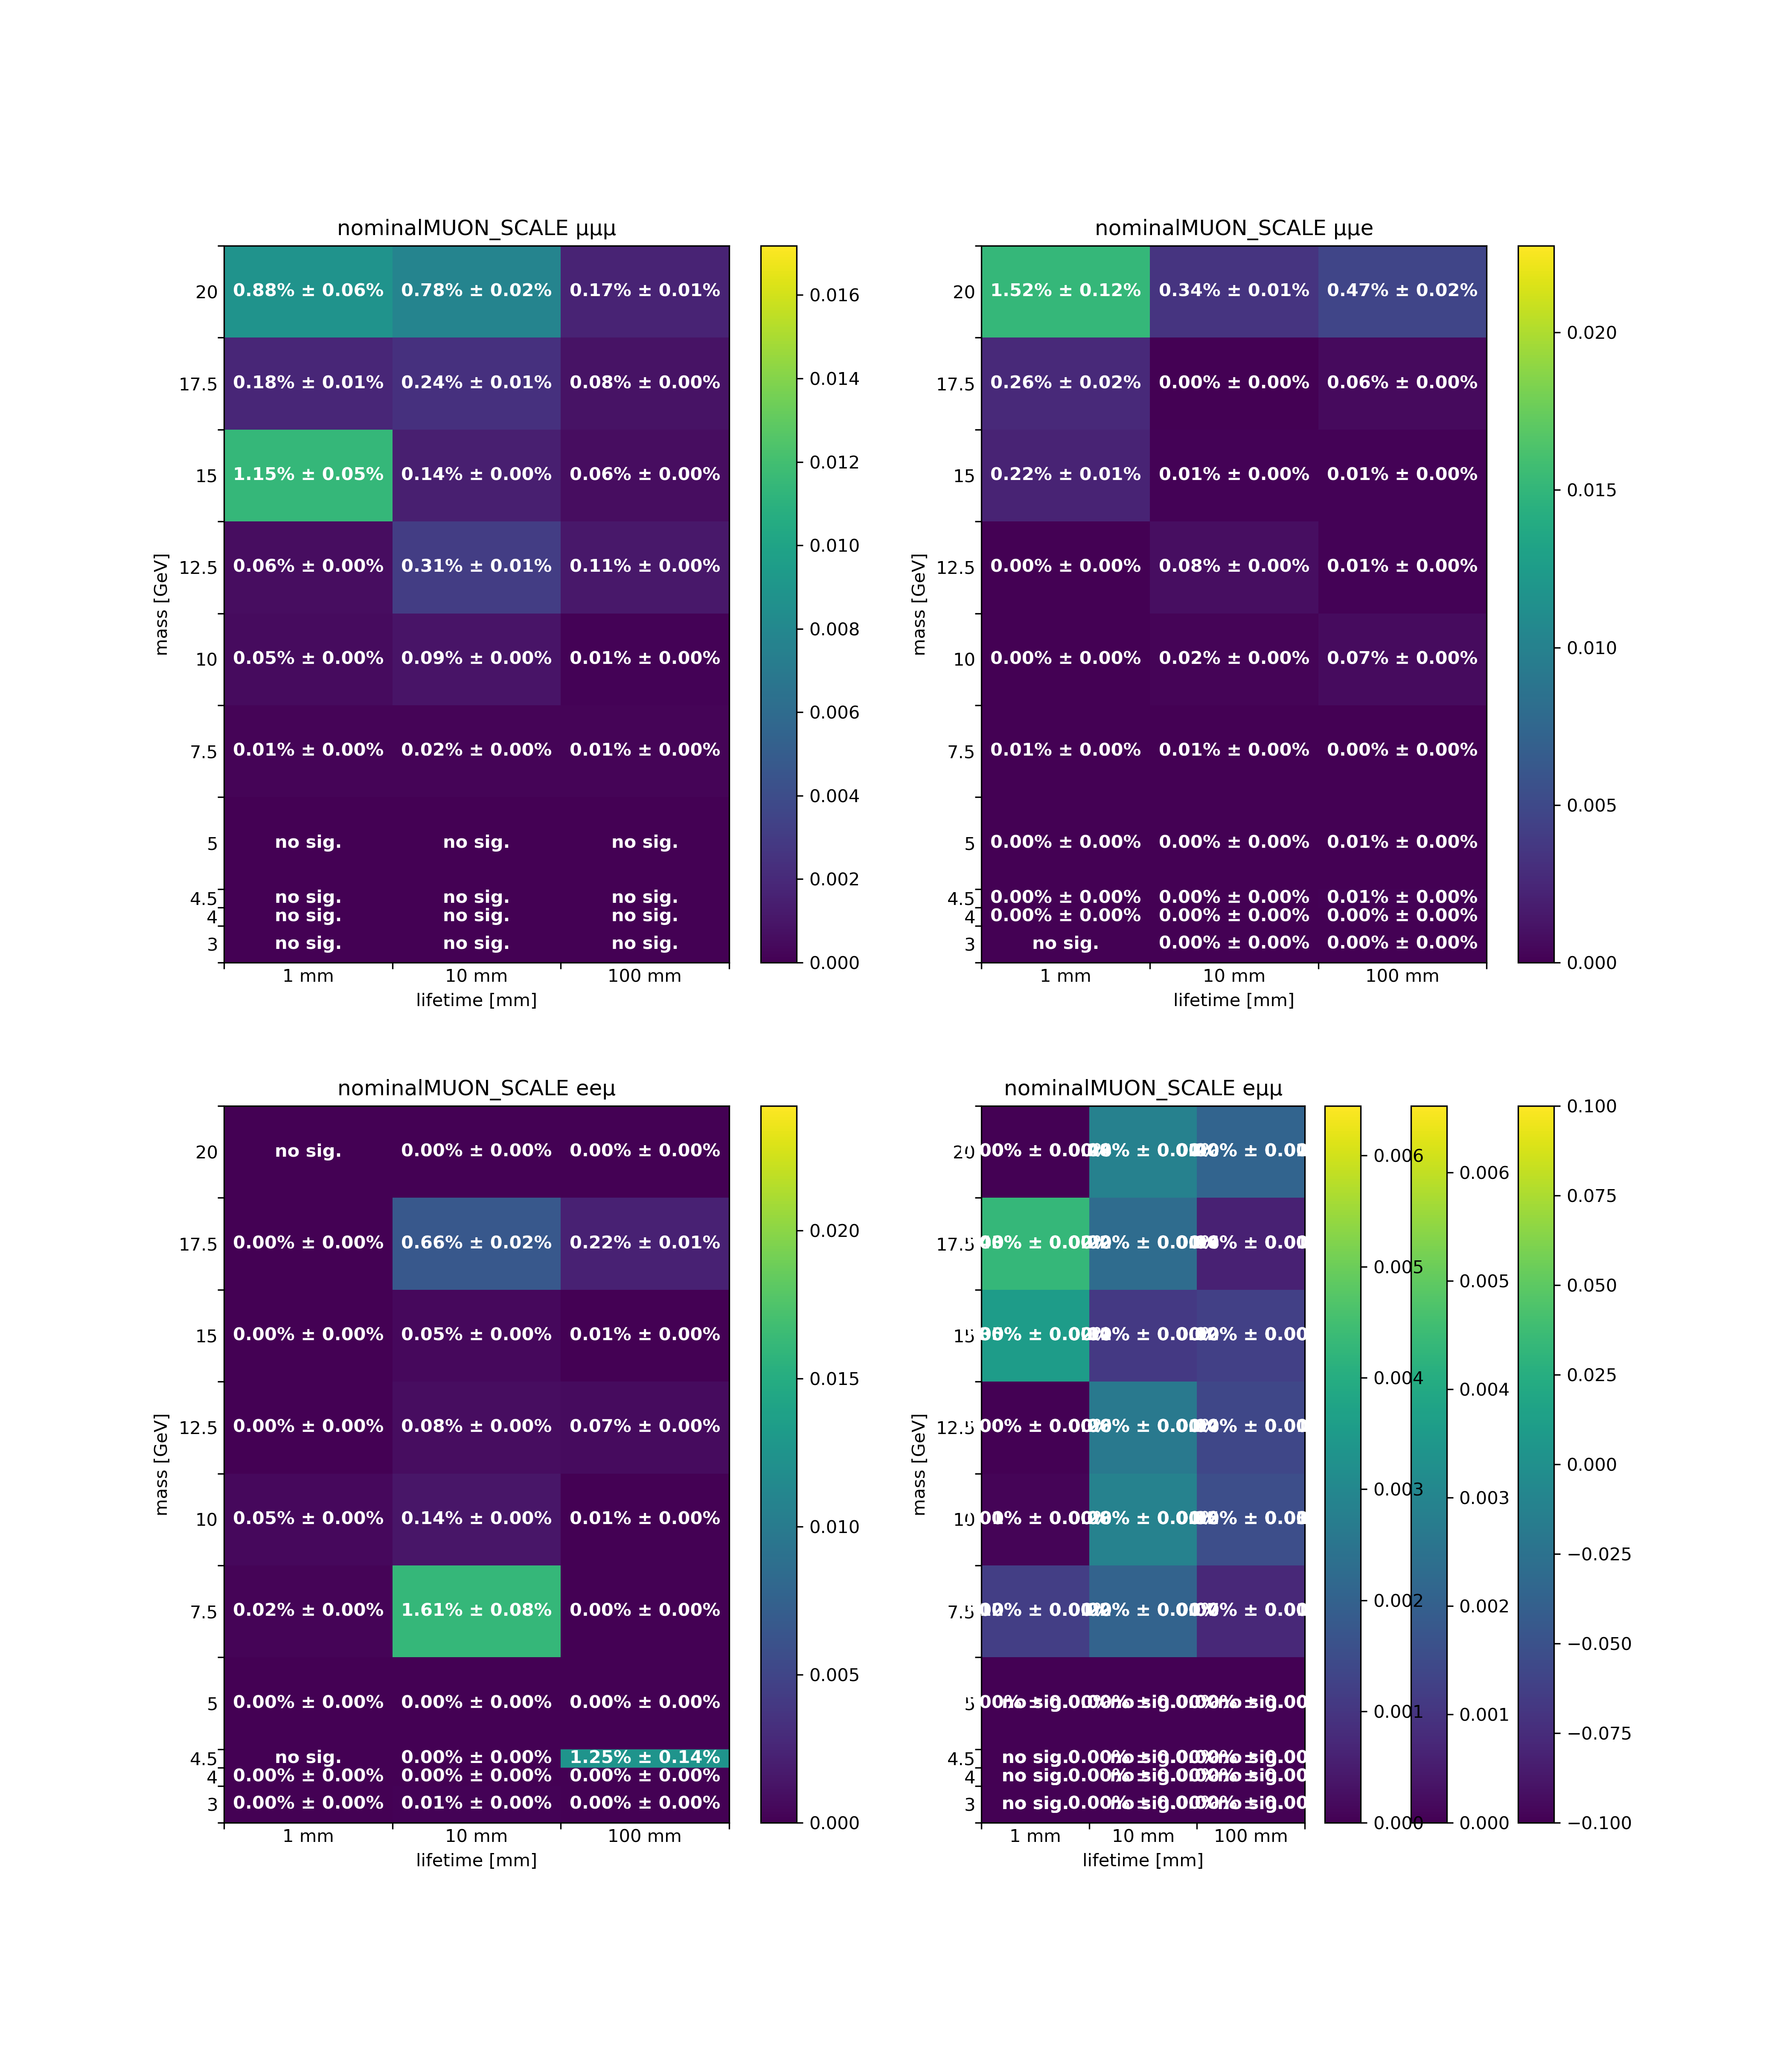 nominalMUON_SCALE μμμ
20 0.88% ± 0.06% 0.78% ± 0.02% 0.17% ± 0.01%
17.5 0.18% ± 0.01% 0.24% ± 0.01% 0.08% ± 0.00%
15 1.15% ± 0.05% 0.14% ± 0.00% 0.06% ± 0.00%
12.5 0.06% ± 0.00% 0.31% ± 0.01% 0.11% ± 0.00%
10 0.05% ± 0.00% 0.09% ± 0.00% 0.01% ± 0.00%
7.5 0.01% ± 0.00% 0.02% ± 0.00% 0.01% ± 0.00%
5 no sig. no sig. no sig.
4.5 no sig. no sig. no sig.
4 no sig. no sig. no sig.
3 no sig. no sig. no sig.
1 mm 10 mm 100 mm
lifetime [mm]
mass [GeV]
0.016
0.014
0.012
0.010
0.008
0.006
0.004
0.002
0.000
nominalMUON_SCALE μμe
20 1.52% ± 0.12% 0.34% ± 0.01% 0.47% ± 0.02%
17.5 0.26% ± 0.02% 0.00% ± 0.00% 0.06% ± 0.00%
15 0.22% ± 0.01% 0.01% ± 0.00% 0.01% ± 0.00%
12.5 0.00% ± 0.00% 0.08% ± 0.00% 0.01% ± 0.00%
10 0.00% ± 0.00% 0.02% ± 0.00% 0.07% ± 0.00%
7.5 0.01% ± 0.00% 0.01% ± 0.00% 0.00% ± 0.00%
5 0.00% ± 0.00% 0.00% ± 0.00% 0.01% ± 0.00%
4.5 0.00% ± 0.00% 0.00% ± 0.00% 0.01% ± 0.00%
4 0.00% ± 0.00% 0.00% ± 0.00% 0.00% ± 0.00%
3 no sig. 0.00% ± 0.00% 0.00% ± 0.00%
1 mm 10 mm 100 mm
lifetime [mm]
mass [GeV]
0.020
0.015
0.010
0.005
0.000
nominalMUON_SCALE eeμ
20 no sig. 0.00% ± 0.00% 0.00% ± 0.00%
17.5 0.00% ± 0.00% 0.66% ± 0.02% 0.22% ± 0.01%
15 0.00% ± 0.00% 0.05% ± 0.00% 0.01% ± 0.00%
12.5 0.00% ± 0.00% 0.08% ± 0.00% 0.07% ± 0.00%
10 0.05% ± 0.00% 0.14% ± 0.00% 0.01% ± 0.00%
7.5 0.02% ± 0.00% 1.61% ± 0.08% 0.00% ± 0.00%
5 0.00% ± 0.00% 0.00% ± 0.00% 0.00% ± 0.00%
4.5 no sig. 0.00% ± 0.00% 1.25% ± 0.14%
4 0.00% ± 0.00% 0.00% ± 0.00% 0.00% ± 0.00%
3 0.00% ± 0.00% 0.01% ± 0.00% 0.00% ± 0.00%
1 mm 10 mm 100 mm
lifetime [mm]
mass [GeV]
0.020
0.015
0.010
0.005
0.000
nominalMUON_SCALE eμμ
20
17.5
15
12.5
10
7.5
5
4.5 no sig.
4 no sig.
3 no sig.
1 mm 10 mm 100 mm
lifetime [mm]
mass [GeV]
0.006
0.005
0.004
0.003
0.002
0.001
0.000
0.006
0.005
0.004
0.003
0.002
0.001
0.000
0.100
0.075
0.050
0.025
0.000
−0.025
−0.050
−0.075
−0.100